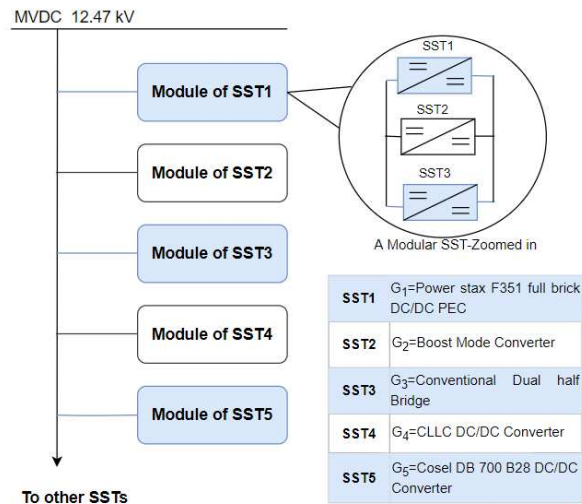 MVDC 12.47 kV
Module of SST1
Module of SST2
Module of SST3
Module of SST4
Module of SST5
To other SSTs
SST1
SST2
SST3
A Modular SST-Zoomed in
SST1 G1=Power stax F351 full brick
DC/DC PEC
SST2 G2=Boost Mode Converter
SST3 G3=Conventional Dual half
Bridge
SST4 G4=CLLC DC/DC Converter
SST5 G5=Cosel DB 700 B28 DC/DC
Converter